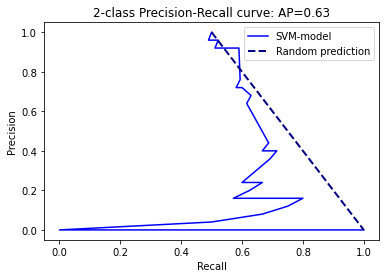 2-class Precision-Recall curve: AP=0.63
SVM-model
Random prediction
1.0
0.8
0.6
0.4
0.2
0.0
Precision
0.0 0.2 0.4 0.6 0.8 1.0
Recall